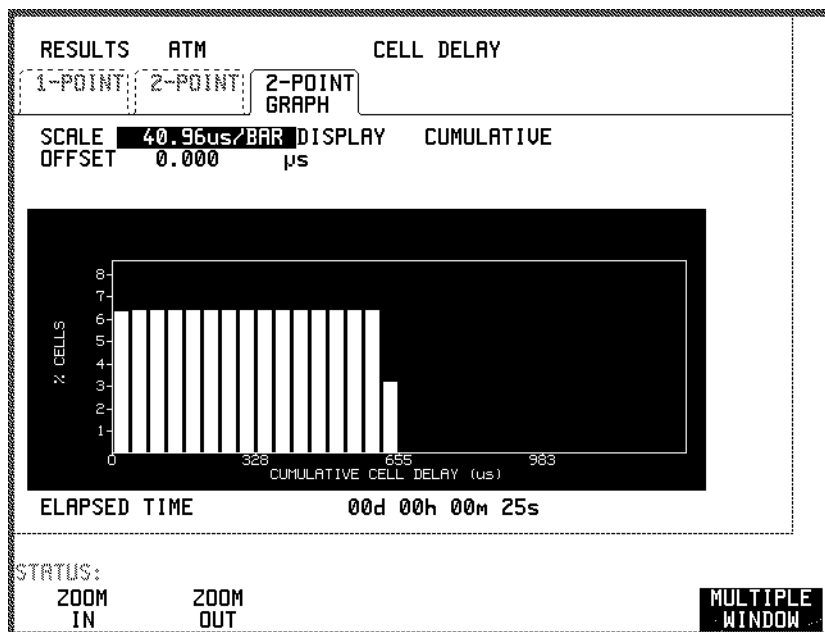 RESULTS ATM CELL DELAY
1-POINT 2-POINT 2-POINT
GRAPH
SCALE 40.96us/BAR DISPLAY CUMULATIVE
OFFSET 0.000 µs
8
7
6
5
4
3
2
1
% CELLS
0 328 655 983
CUMULATIVE CELL DELAY (us)
ELAPSED TIME 00d 00h 00m 25s
STATUS:
ZOOM ZOOM MULTIPLE
IN OUT WINDOW